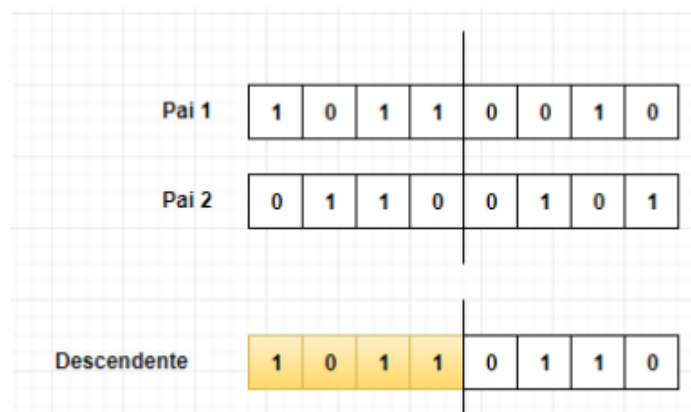 Pai 1 1 0 1 1 0 0 1 0
Pai 2 0 1 1 0 0 1 0 1
Descendente 1 0 1 1 0 1 1 0